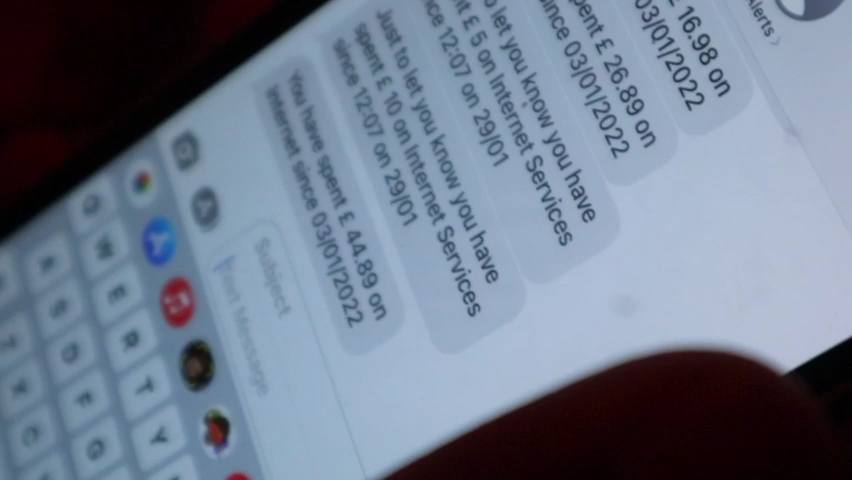 Alerts >
£ 16.98 on
03/01/2022
spent £ 26.89 on
since 03/01/2022
to let you know you have
£ 5 on Internet Services
since 12:07 on 29/01
Just to let you know you have
spent £ 10 on Internet Services
since 12:07 on 29/01
You have spent £ 44.89 on
Internet since 03/01/2022
Subject
Text Message
Q W E R T Y
A S D F G
Z X C